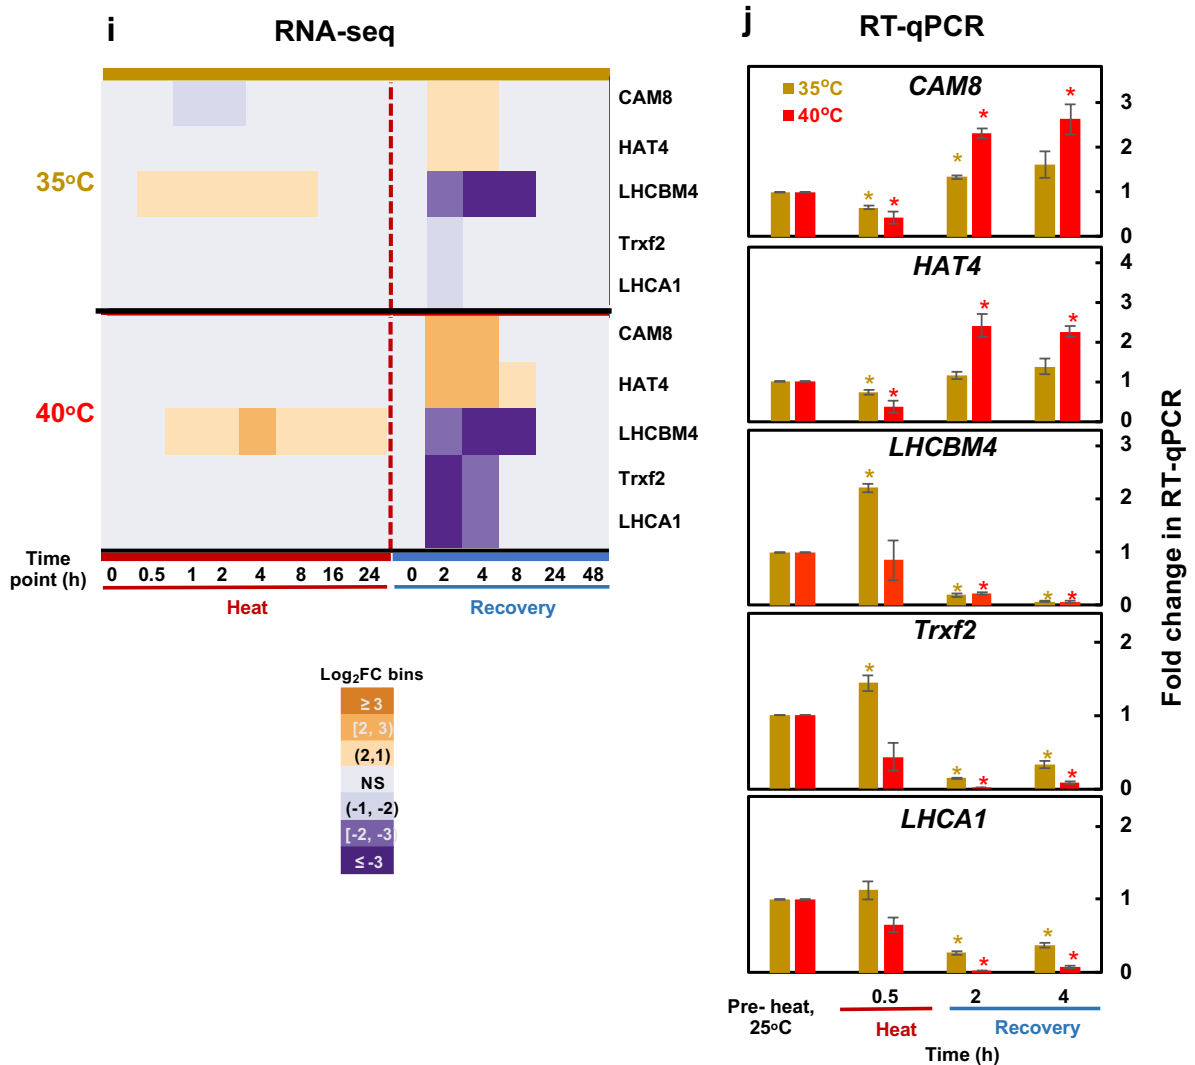 i
RNA-seq
35°C
CAM8
HAT4
LHCBM4
Trxf2
LHCA1
40°C
CAM8
HAT4
LHCBM4
Trxf2
LHCA1
Time
point (h)
0 0.5 1 2 4 8 16 24 0 2 4 8 24 48
Heat Recovery
Log₂FC bins
≥ 3
[2, 3)
(2,1)
NS
(-1, -2)
[-2, -3)
≤ -3
j
RT-qPCR
35°C
40°C
CAM8
3
2
1
0
HAT4
4
3
2
1
0
LHCBM4
3
2
1
0
Trxf2
2
1
0
LHCA1
2
1
0
Fold change in RT-qPCR
Pre- heat,
25°C
0.5 2 4
Heat Recovery
Time (h)